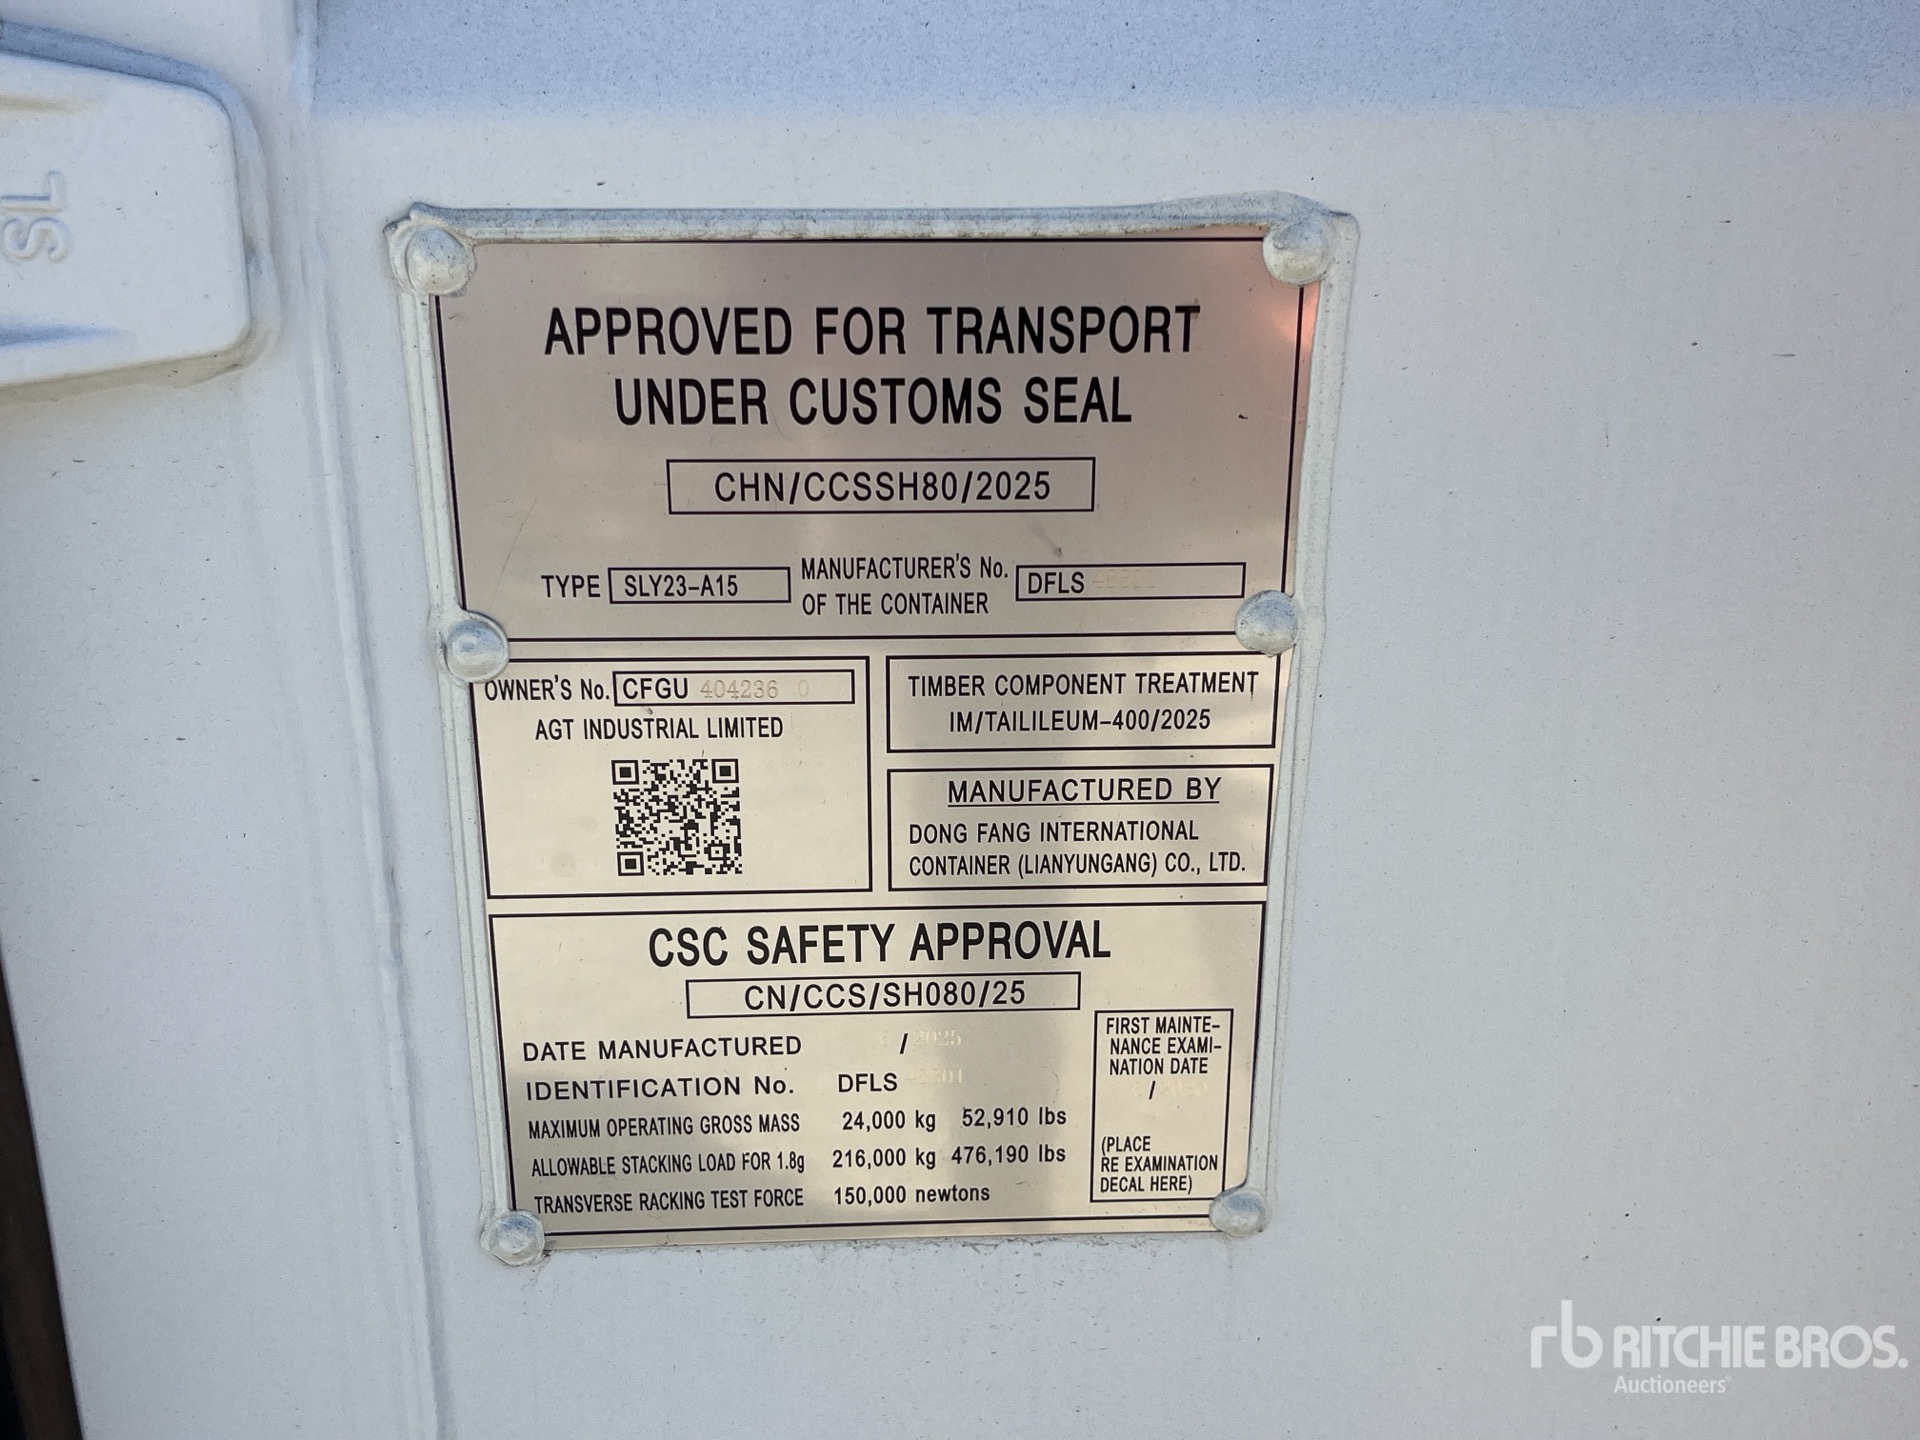 SL
APPROVED FOR TRANSPORT
UNDER CUSTOMS SEAL
CHN/CCSSH80/2025
TYPE SLY23-A15 MANUFACTURER'S No. OF THE CONTAINER DFLS
OWNER'S No. CFGU 404236 0
AGT INDUSTRIAL LIMITED
TIMBER COMPONENT TREATMENT
IM/TAILILEUM-400/2025
MANUFACTURED BY
DONG FANG INTERNATIONAL
CONTAINER (LIANYUNGANG) CO., LTD.
CSC SAFETY APPROVAL
CN/CCS/SH080/25
DATE MANUFACTURED / 2025
IDENTIFICATION No. DFLS
MAXIMUM OPERATING GROSS MASS 24,000 kg 52,910 lbs
ALLOWABLE STACKING LOAD FOR 1.8g 216,000 kg 476,190 lbs
TRANSVERSE RACKING TEST FORCE 150,000 newtons
FIRST MAINTE-
NANCE EXAMI-
NATION DATE
/
(PLACE
RE EXAMINATION
DECAL HERE)
rb RITCHIE BROS.
Auctioneers